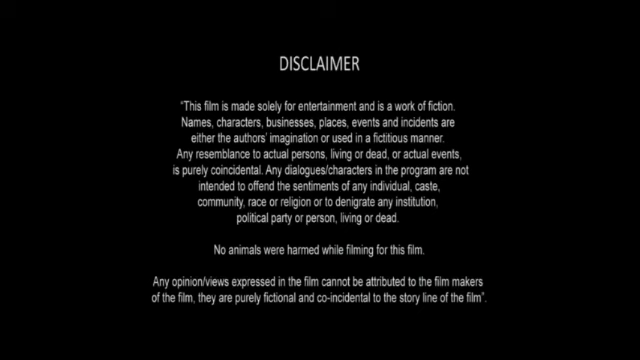 DISCLAIMER
“This film is made solely for entertainment and is a work of fiction.
Names, characters, businesses, places, events and incidents are
either the authors’ imagination or used in a fictitious manner.
Any resemblance to actual persons, living or dead, or actual events,
is purely coincidental. Any dialogues/characters in the program are not
intended to offend the sentiments of any individual, caste,
community, race or religion or to denigrate any institution,
political party or person, living or dead.
No animals were harmed while filming for this film.
Any opinion/views expressed in the film cannot be attributed to the film makers
of the film, they are purely fictional and co-incidental to the story line of the film”.